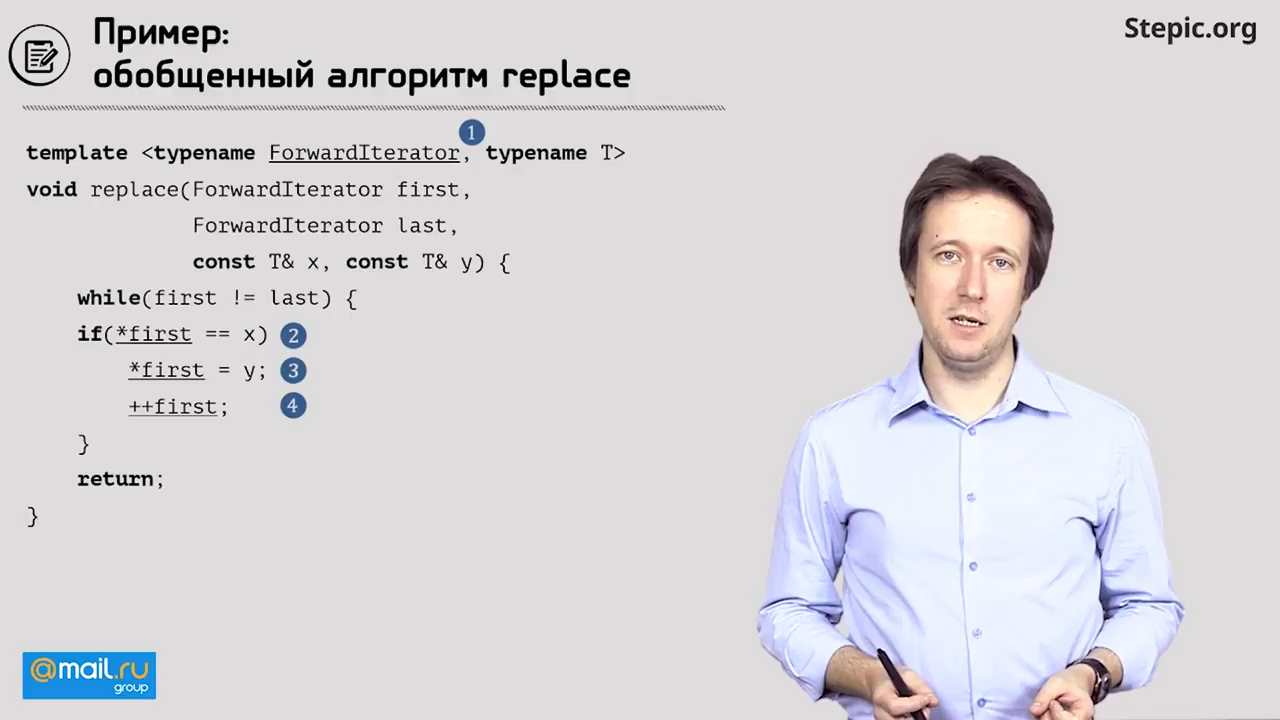 Пример:
обобщенный алгоритм replace
Stepic.org
1
template <typename ForwardIterator, typename T>
void replace(ForwardIterator first,
ForwardIterator last,
const T& x, const T& y) {
while(first != last) {
if(*first == x) 2
*first = y; 3
++first; 4
}
return;
}
@mail.ru
group